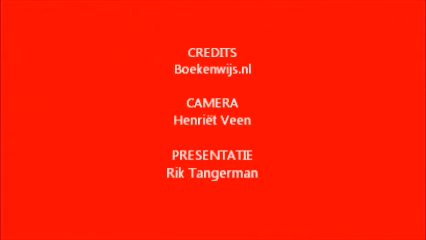 CREDITS
Boekenwijs.nl
CAMERA
Henriët Veen
PRESENTATIE
Rik Tangerman